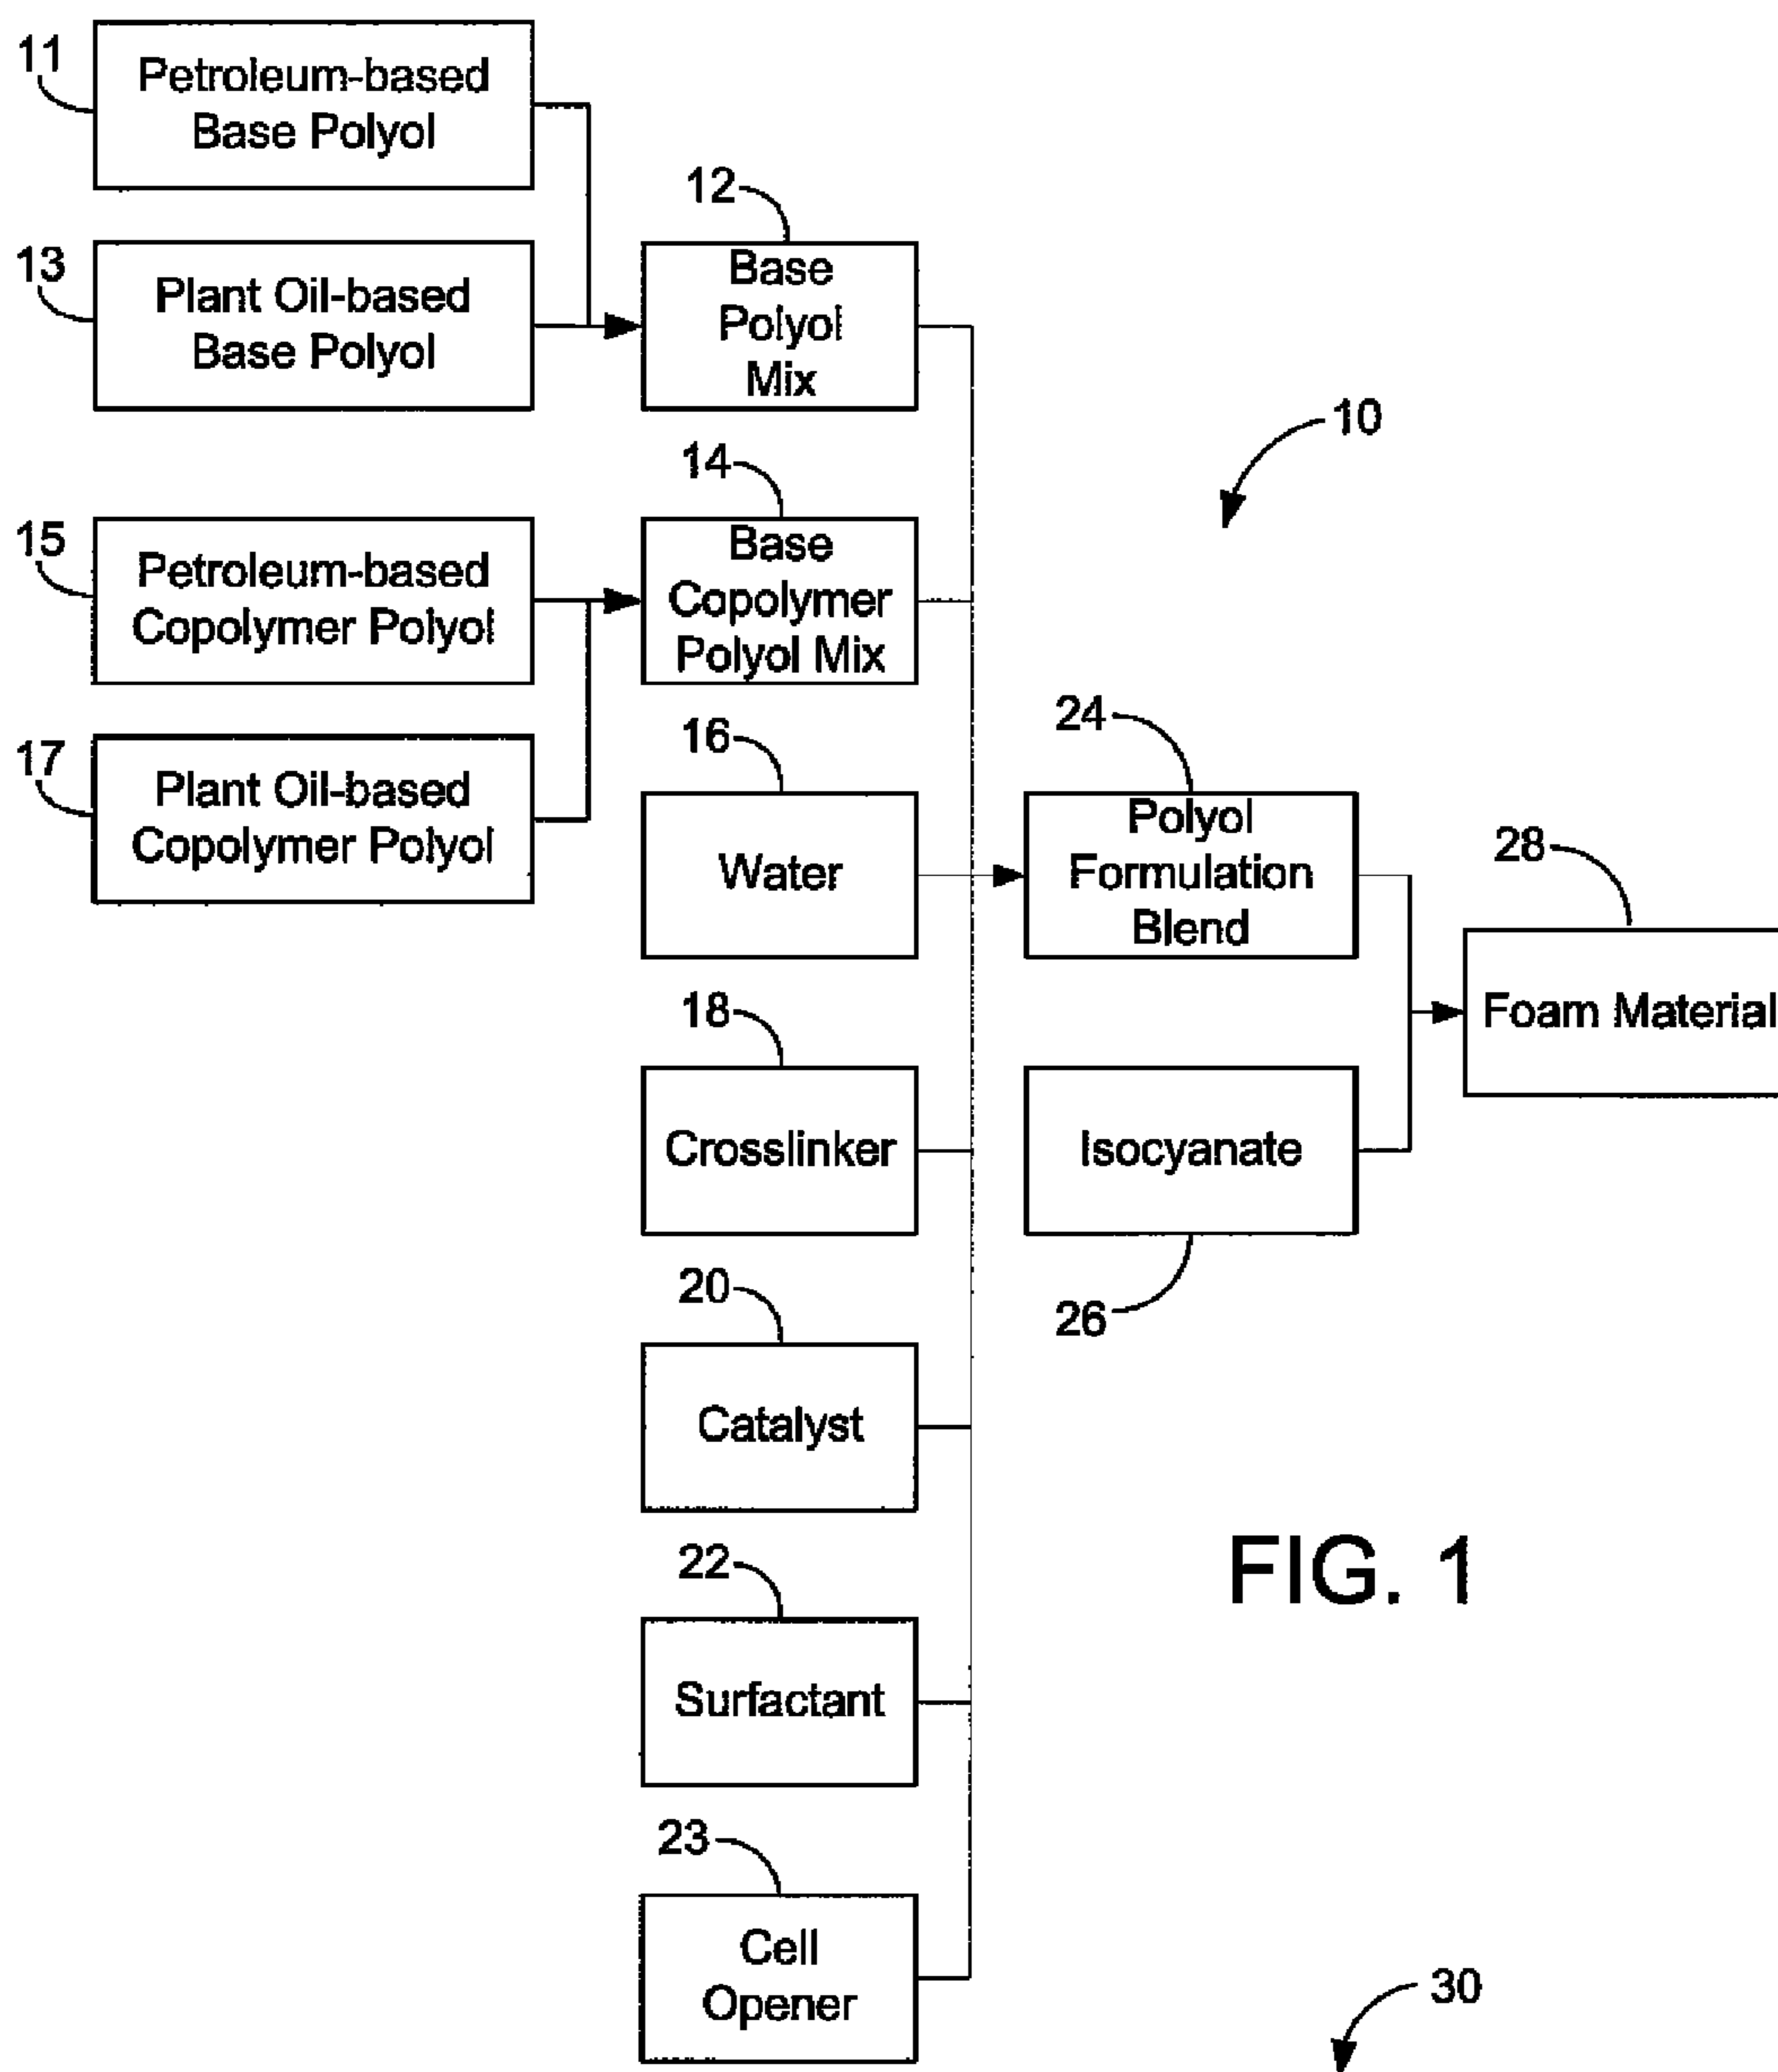 11
Petroleum-based
Base Polyol
13
Plant Oil-based
Base Polyol
12
Base
Polyol
Mix
10
15
Petroleum-based
Copolymer Polyol
14
Base
Copolymer
Polyol Mix
17
Plant Oil-based
Copolymer Polyol
16
Water
24
Polyol
Formulation
Blend
28
Foam Material
18
Crosslinker
Isocyanate
26
20
Catalyst
FIG. 1
22
Surfactant
23
Cell
Opener
30